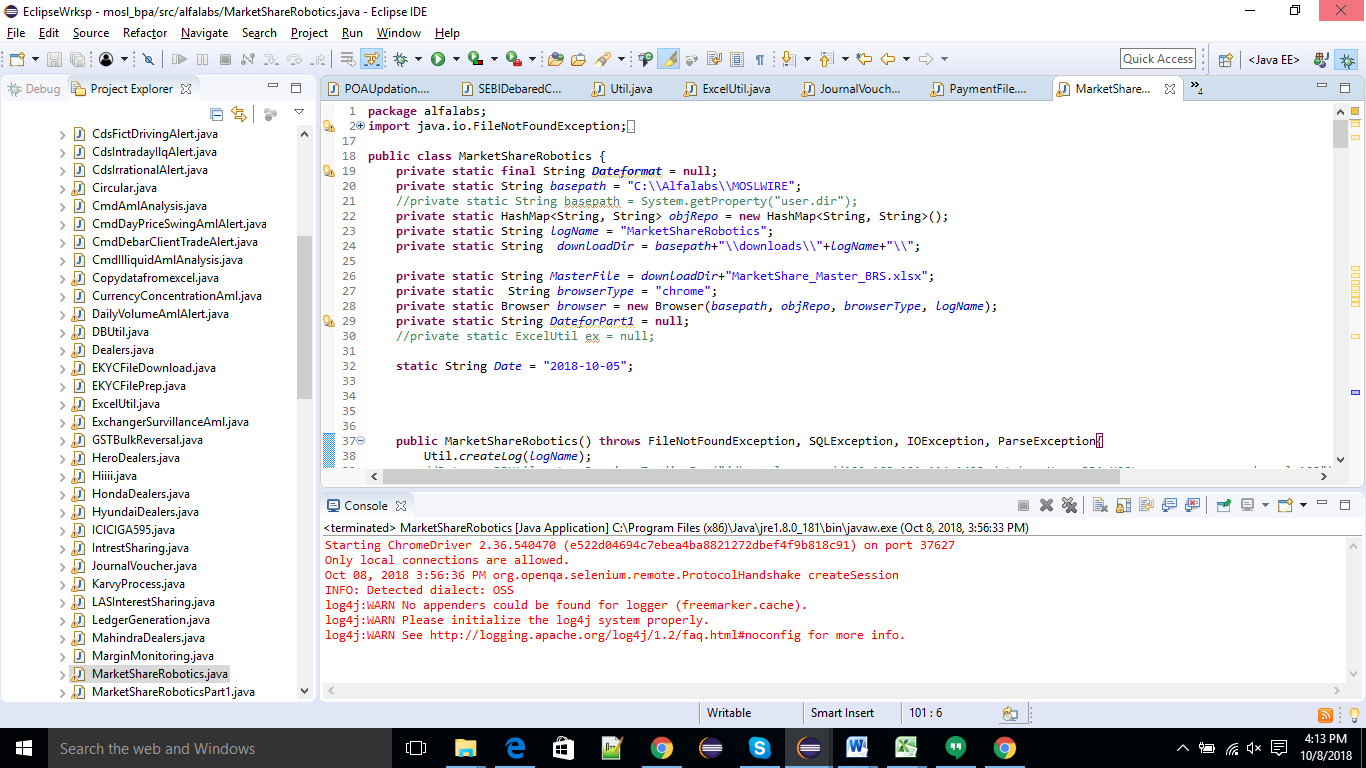 EclipseWrksp - mosl_bpa/src/alfalabs/MarketShareRobotics.java - Eclipse IDE
File Edit Source Refactor Navigate Search Project Run Window Help
Quick Access
<Java EE>
Debug Project Explorer
POAUpdation.... SEBIDebaredC... Util.java ExcelUtil.java JournalVouch... PaymentFile.... MarketShare... 4
CdsFictDrivingAlert.java
CdsIntradayIlqAlert.java
CdsIrrationalAlert.java
Circular.java
CmdAmlAnalysis.java
CmdDayPriceSwingAmlAlert.java
CmdDebarClientTradeAlert.java
CmdIlliquidAmlAnalysis.java
Copydatafromexcel.java
CurrencyConcentrationAml.java
DailyVolumeAmlAlert.java
DBUtil.java
Dealers.java
EKYCFileDownload.java
EKYCFilePrep.java
ExcelUtil.java
ExchangerSurvillanceAml.java
GSTBulkReversal.java
HeroDealers.java
Hiiii.java
HondaDealers.java
HyundaiDealers.java
ICICIGA595.java
IntrestSharing.java
JournalVoucher.java
KarvyProcess.java
LASInterestSharing.java
LedgerGeneration.java
MahindraDealers.java
MarginMonitoring.java
MarketShareRobotics.java
MarketShareRoboticsPart1.java
1 package alfalabs;
2 import java.io.FileNotFoundException;
17
18 public class MarketShareRobotics {
19 private static final String Dateformat = null;
20 private static String basepath = "C:\\Alfalabs\\MOSLWIRE";
21 //private static String basepath = System.getProperty("user.dir");
22 private static HashMap<String, String> objRepo = new HashMap<String, String>();
23 private static String logName = "MarketShareRobotics";
24 private static String downloadDir = basepath+"\\downloads\\"+logName+"\\";
25
26 private static String MasterFile = downloadDir+"MarketShare_Master_BRS.xlsx";
27 private static String browserType = "chrome";
28 private static Browser browser = new Browser(basepath, objRepo, browserType, logName);
29 private static String DateforPart1 = null;
30 //private static ExcelUtil ex = null;
31
32 static String Date = "2018-10-05";
33
34
35
36
37 public MarketShareRobotics() throws FileNotFoundException, SQLException, IOException, ParseException{
38 Util.createLog(logName);
Console
<terminated> MarketShareRobotics [Java Application] C:\Program Files (x86)\Java\jre1.8.0_181\bin\javaw.exe (Oct 8, 2018, 3:56:33 PM)
Starting ChromeDriver 2.36.540470 (e522d04694c7ebea4ba8821272dbef4f9b818c91) on port 37627
Only local connections are allowed.
Oct 08, 2018 3:56:36 PM org.openqa.selenium.remote.ProtocolHandshake createSession
INFO: Detected dialect: OSS
log4j:WARN No appenders could be found for logger (freemarker.cache).
log4j:WARN Please initialize the log4j system properly.
log4j:WARN See http://logging.apache.org/log4j/1.2/faq.html#noconfig for more info.
Writable Smart Insert 101 : 6
Search the web and Windows
4:13 PM
10/8/2018